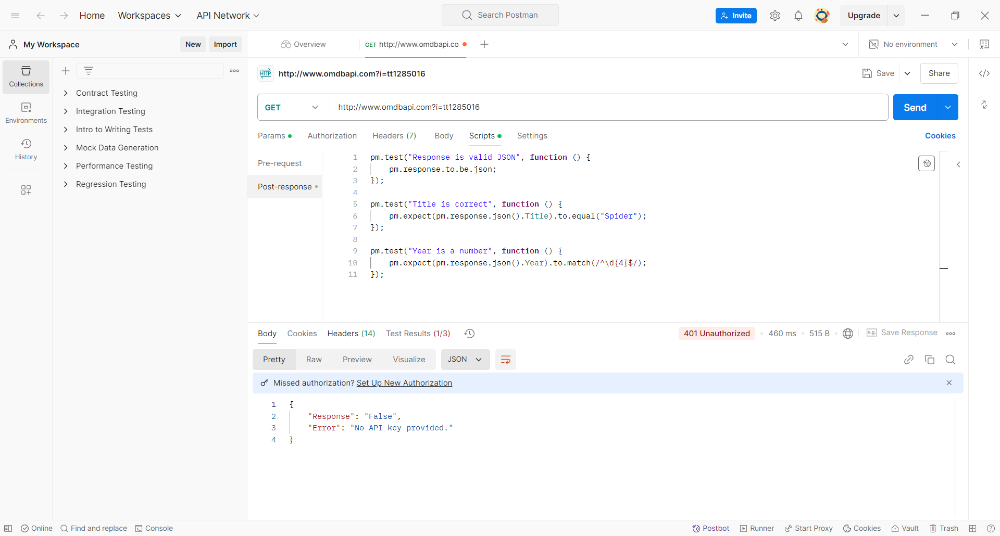 Home
Workspaces
API Network
Search Postman
Invite
Upgrade
My Workspace
New
Import
Overview
GET http://www.omdbapi.co
No environment
Collections
Environments
History
Contract Testing
Integration Testing
Intro to Writing Tests
Mock Data Generation
Performance Testing
Regression Testing
HTTP
http://www.omdbapi.com?i=tt1285016
Save
Share
GET
http://www.omdbapi.com?i=tt1285016
Send
Params
Authorization
Headers (7)
Body
Scripts
Settings
Cookies
Pre-request
Post-response
1 pm.test("Response is valid JSON", function () {
2 pm.response.to.be.json;
3 });
4
5 pm.test("Title is correct", function () {
6 pm.expect(pm.response.json().Title).to.equal("Spider");
7 });
8
9 pm.test("Year is a number", function () {
10 pm.expect(pm.response.json().Year).to.match(/^\d{4}$/);
11 });
Body
Cookies
Headers (14)
Test Results (1/3)
401 Unauthorized
460 ms
515 B
e.g.
Save Response
Pretty
Raw
Preview
Visualize
JSON
Missed authorization? Set Up New Authorization
1 {
2 "Response": "False",
3 "Error": "No API key provided."
4 }
Online
Find and replace
Console
Postbot
Runner
Start Proxy
Cookies
Vault
Trash